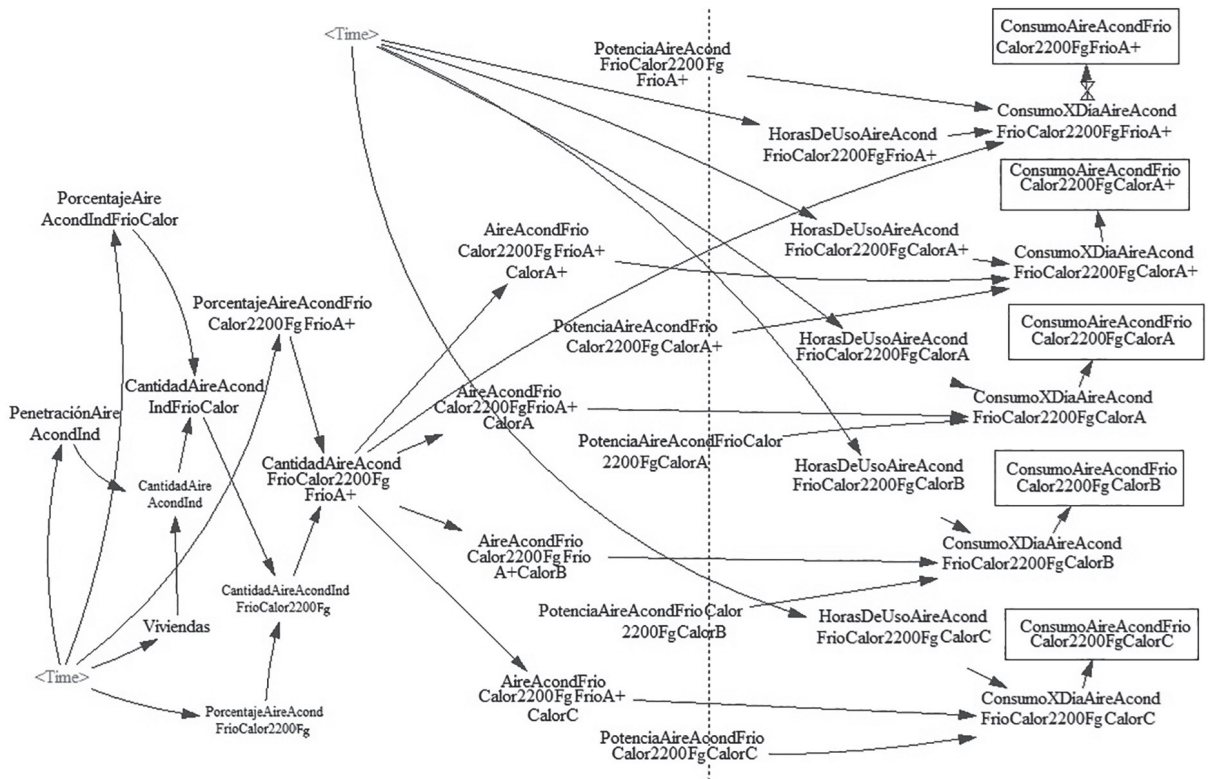 <Time>
PotenciaAireAcond
FrioCalor2200Fg
FrioA+
ConsumoAireAcondFrio
Calor2200FgFrioA+
ConsumoXDiaAireAcond
FrioCalor2200FgFrioA+
HorasDeUsoAireAcond
FrioCalor2200FgFrioA+
ConsumoAireAcondFrio
Calor2200FgCalorA+
PorcentajeAire
AcondIndFrioCalor
AireAcondFrio
Calor2200FgFrioA+
CalorA+
HorasDeUsoAireAcond
FrioCalor2200FgCalorA+
ConsumoXDiaAireAcond
FrioCalor2200FgCalorA+
PorcentajeAireAcondFrio
Calor2200FgFrioA+
PotenciaAireAcondFrio
Calor2200FgCalorA+
HorasDeUsoAireAcond
FrioCalor2200FgCalorA
ConsumoAireAcondFrio
Calor2200FgCalorA
CantidadAireAcond
IndFrioCalor
PenetraciónAire
AcondInd
AireAcondFrio
Calor2200FgFrioA+
CalorA
ConsumoXDiaAireAcond
FrioCalor2200FgCalorA
PotenciaAireAcondFrioCalor
2200FgCalorA
CantidadAireAcond
FrioCalor2200Fg
FrioA+
CantidadAire
AcondInd
HorasDeUsoAireAcond
FrioCalor2200FgCalorB
ConsumoAireAcondFrio
Calor2200FgCalorB
AireAcondFrio
Calor2200FgFrio
A+CalorB
ConsumoXDiaAireAcond
FrioCalor2200FgCalorB
CantidadAireAcondInd
FrioCalor2200Fg
PotenciaAireAcondFrioCalor
2200FgCalorB
Viviendas
HorasDeUsoAireAcond
FrioCalor2200FgCalorC
ConsumoAireAcondFrio
Calor2200FgCalorC
<Time>
AireAcondFrio
Calor2200FgFrioA+
CalorC
ConsumoXDiaAireAcond
FrioCalor2200FgCalorC
PorcentajeAireAcond
FrioCalor2200Fg
PotenciaAireAcondFrio
Calor2200FgCalorC